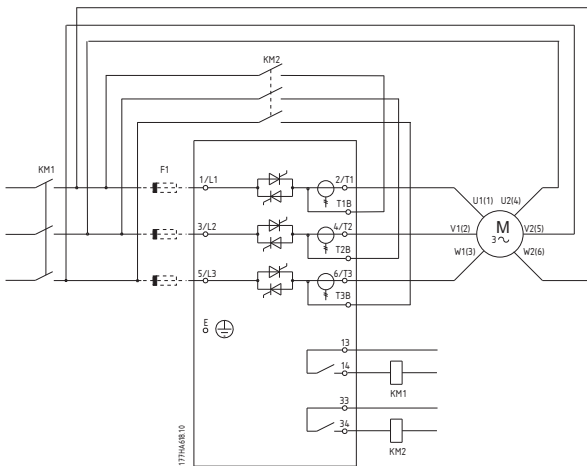 KM2
KM1
F1
1/L1
2/T1
T1B
3/L2
4/T2
T2B
5/L3
6/T3
T3B
U1(1)
U2(4)
V1(2)
M
3
V2(5)
W1(3)
W2(6)
E
13
14
KM1
33
34
KM2
177HA618.10